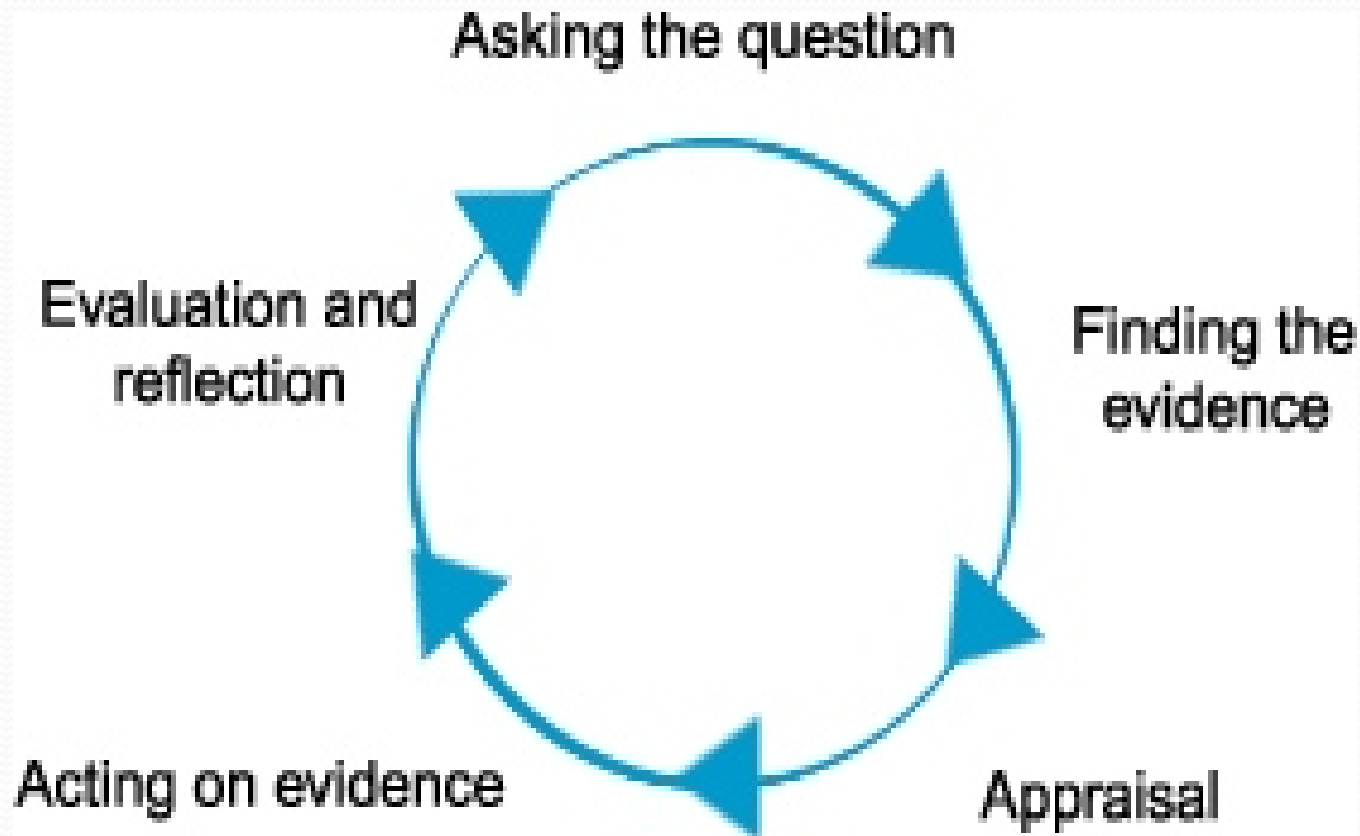 Asking the question
Finding the
evidence
Appraisal
Acting on evidence
Evaluation and
reflection